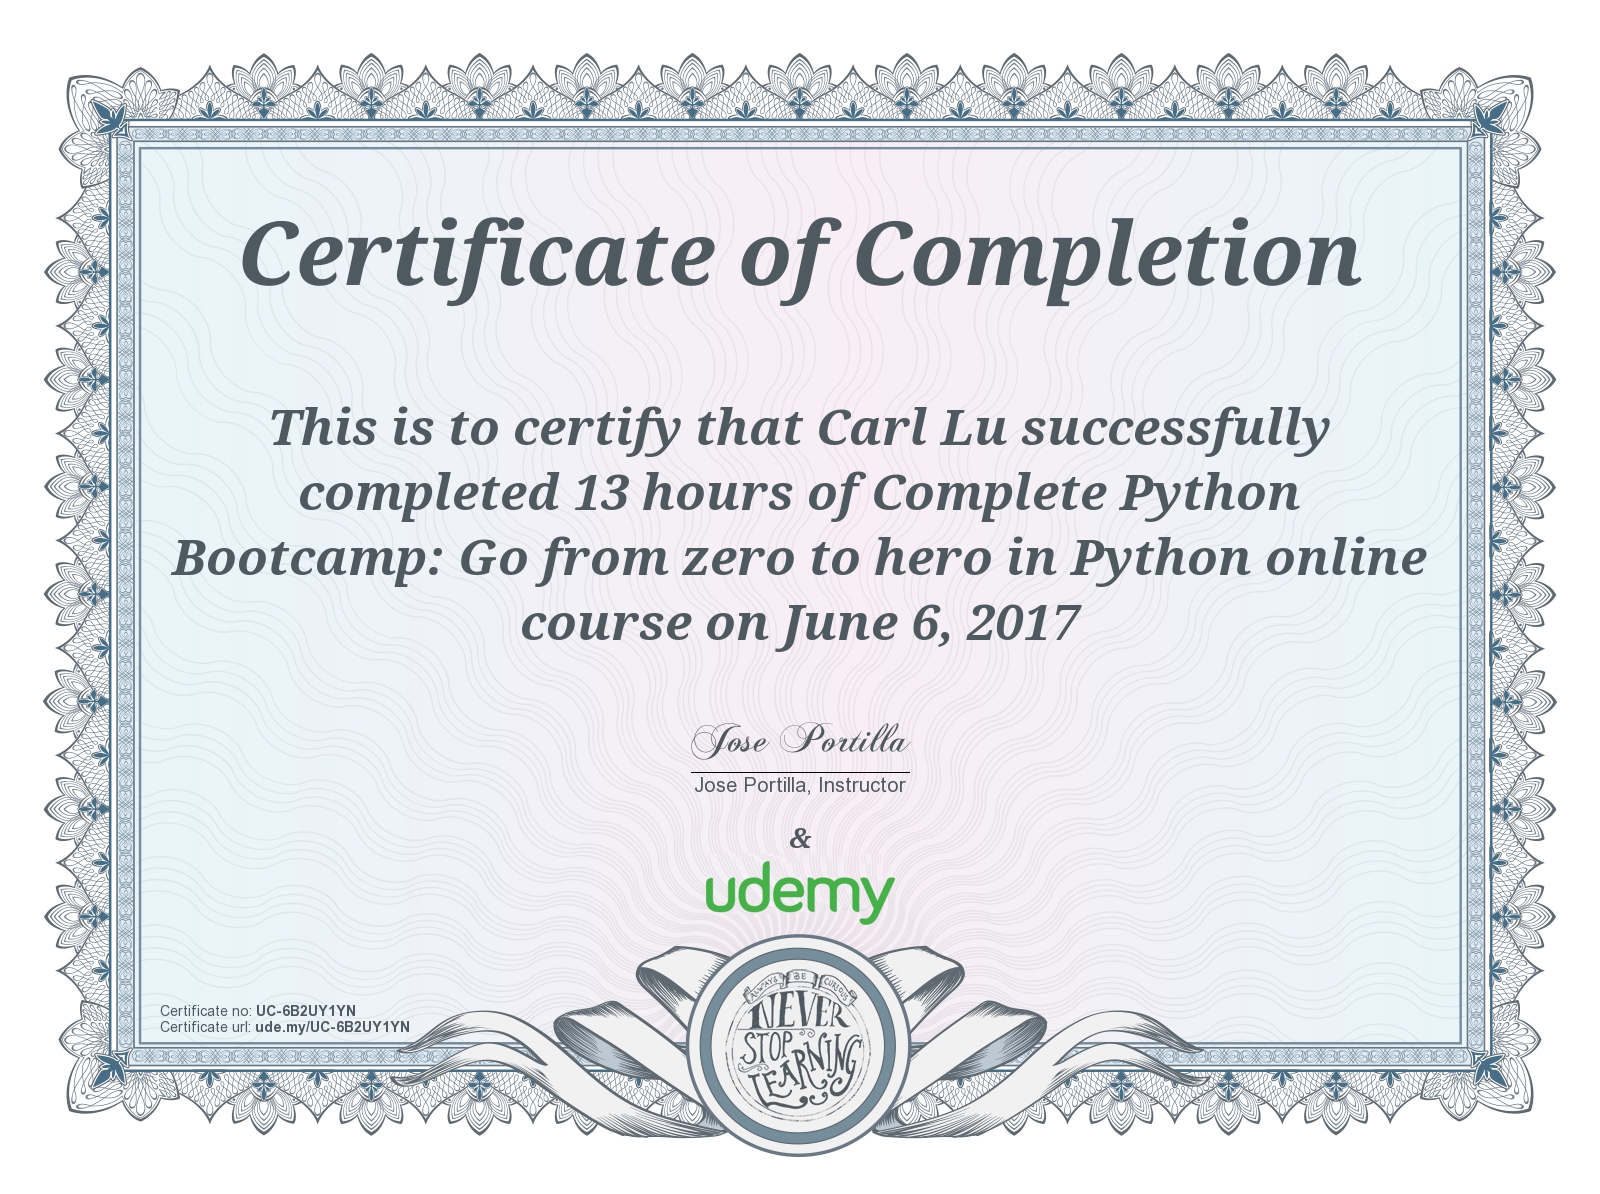 Certificate of Completion
This is to certify that Carl Lu successfully
completed 13 hours of Complete Python
Bootcamp: Go from zero to hero in Python online
course on June 6, 2017
Jose Portilla
Jose Portilla, Instructor
&
udemy
Certificate no: UC-6B2UY1YN
Certificate url: ude.my/UC-6B2UY1YN
ALWAYS BE CURIOUS
NEVER
STOP
LEARNING